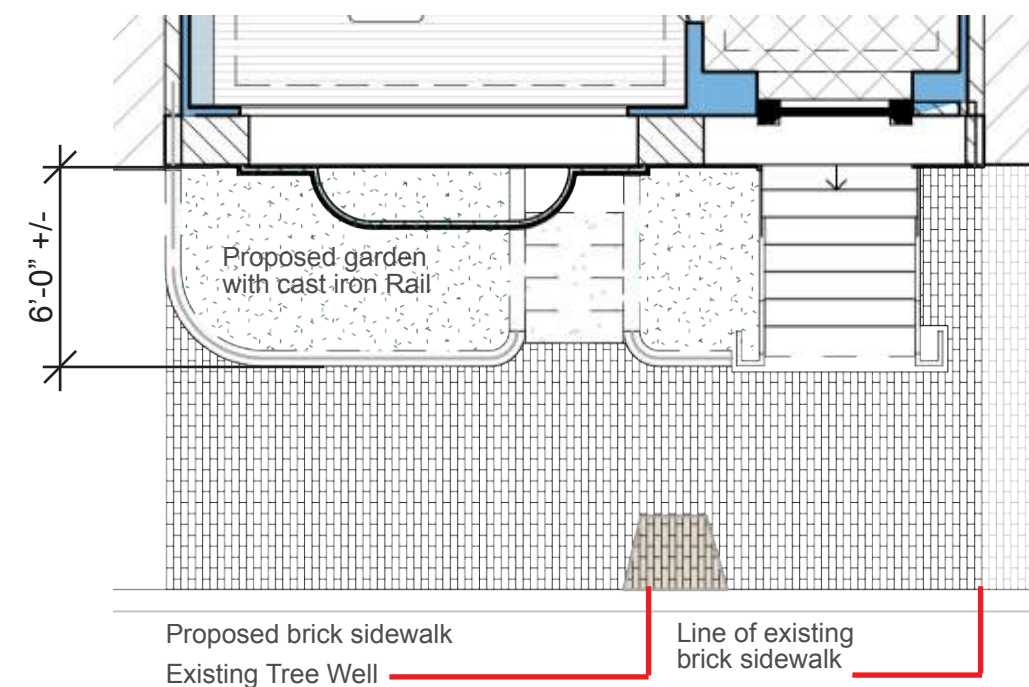 6’-0” +/-
Proposed garden
with cast iron Rail
Proposed brick sidewalk
Existing Tree Well
Line of existing
brick sidewalk